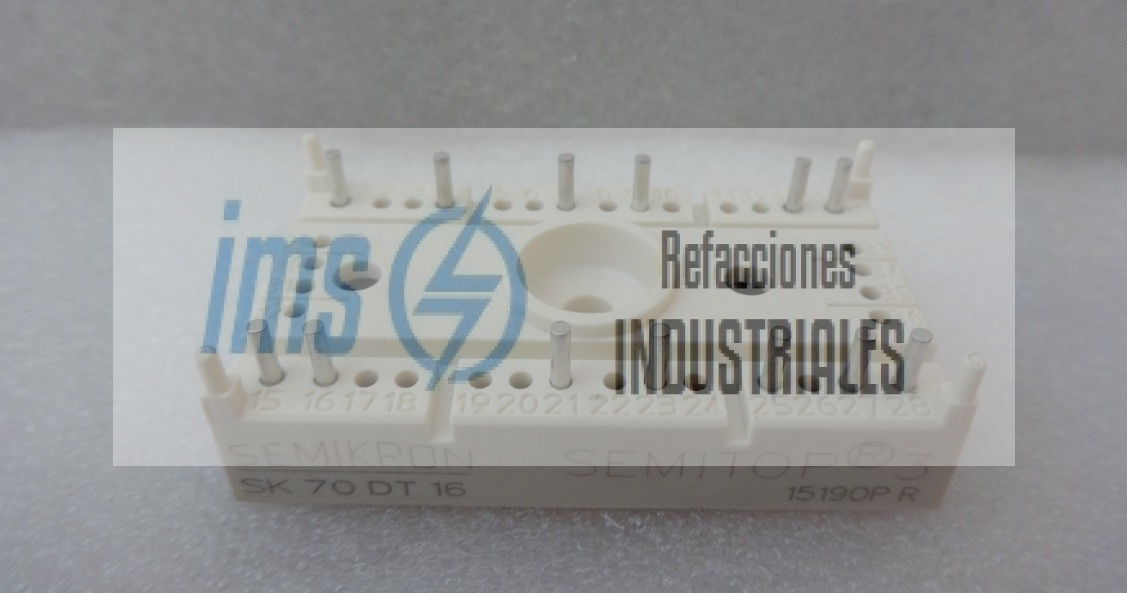 ims
Refacciones
INDUSTRIALES
15 16 17 18 19 20 21 22 23 24 25 26 27 28
SEMIKRON SEMITOP® 3
SK 70 DT 16 15190P R